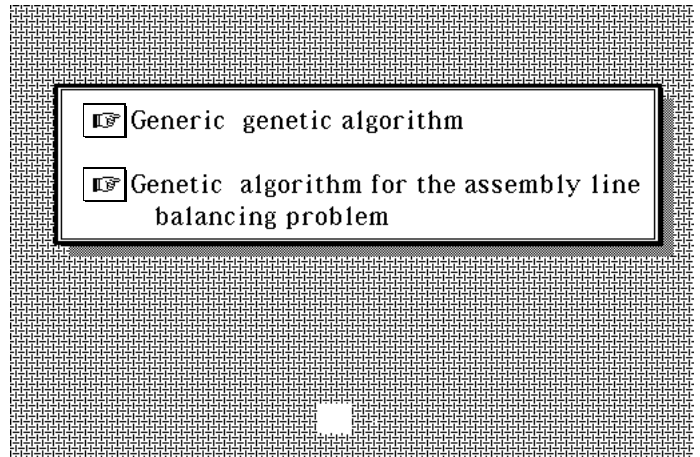 Generic genetic algorithm
Genetic algorithm for the assembly line
balancing problem